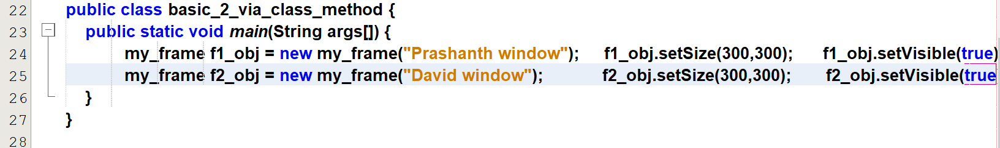 22 public class basic_2_via_class_method {
23 public static void main(String args[]) {
24 my_frame f1_obj = new my_frame("Prashanth window"); f1_obj.setSize(300,300); f1_obj.setVisible(true)
25 my_frame f2_obj = new my_frame("David window"); f2_obj.setSize(300,300); f2_obj.setVisible(true
26 }
27 }
28